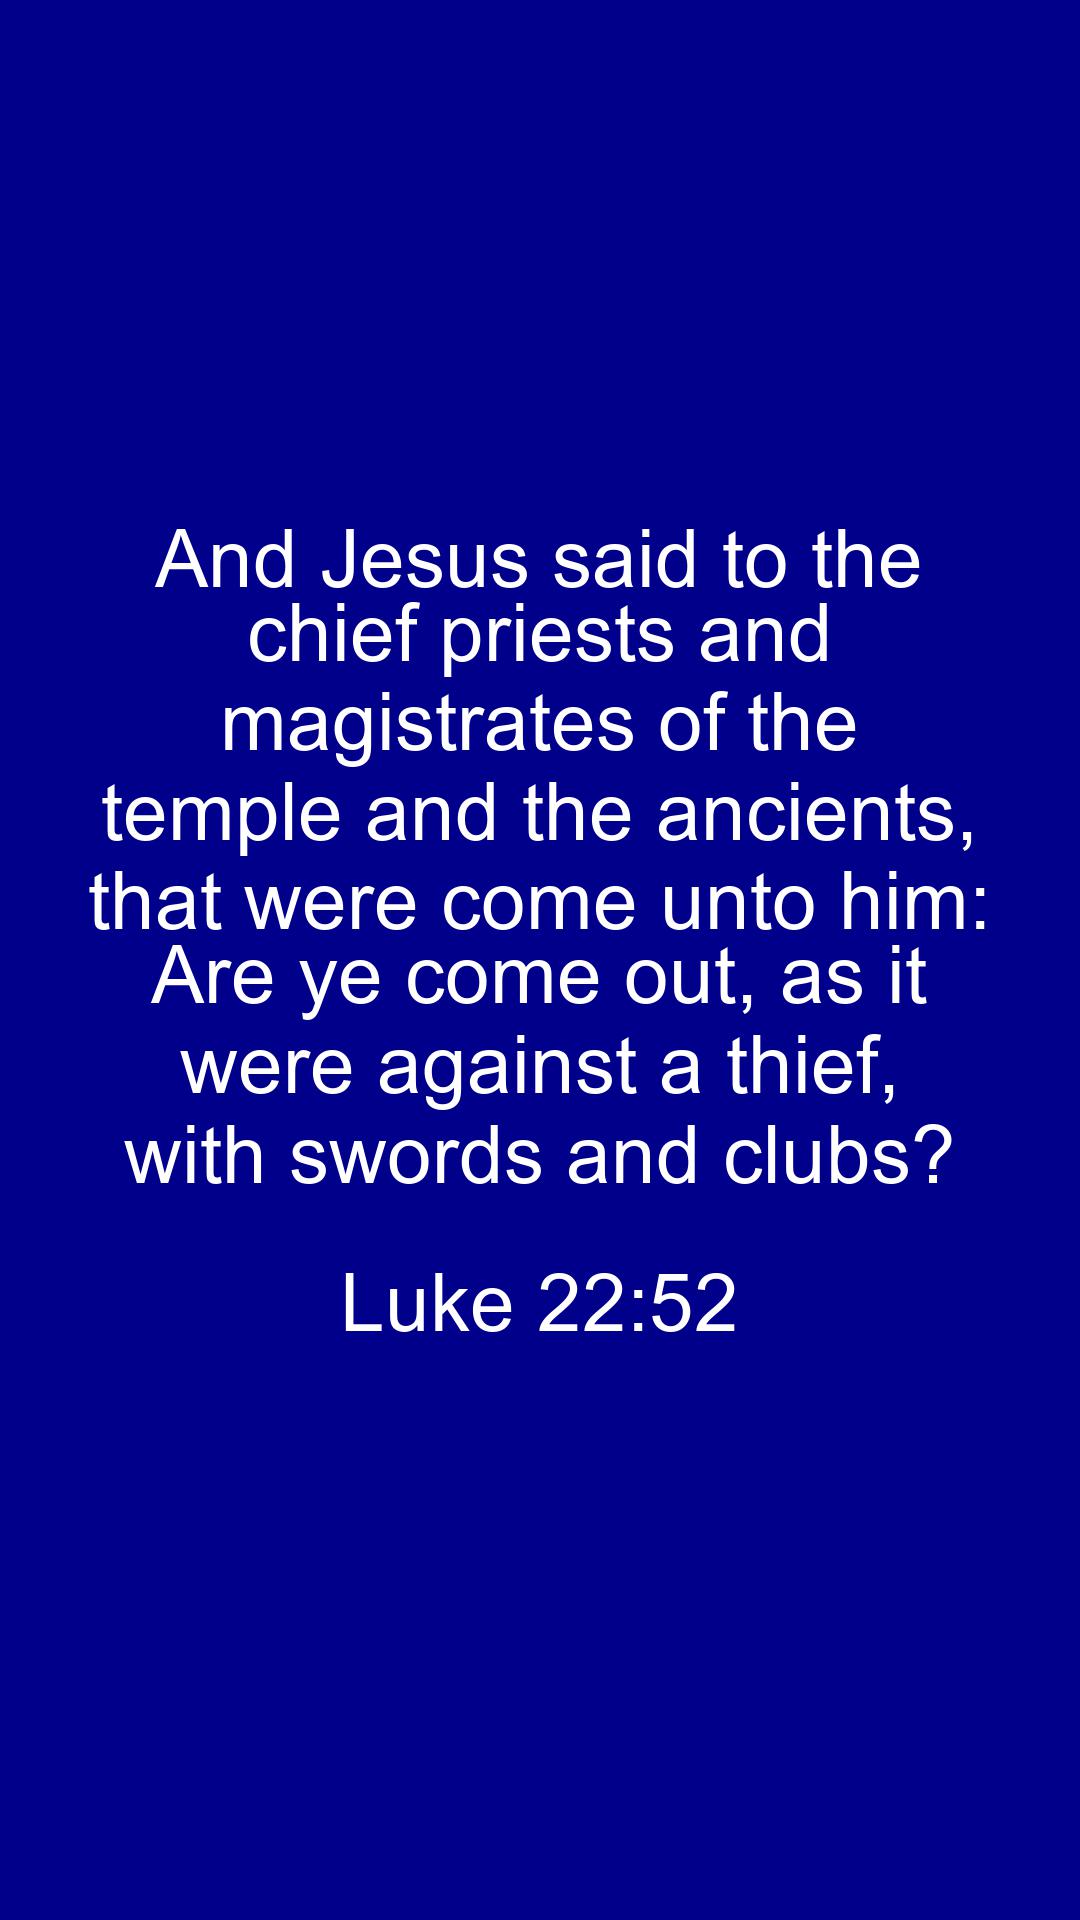 And Jesus said to the
chief priests and
magistrates of the
temple and the ancients,
that were come unto him:
Are ye come out, as it
were against a thief,
with swords and clubs?
Luke 22:52